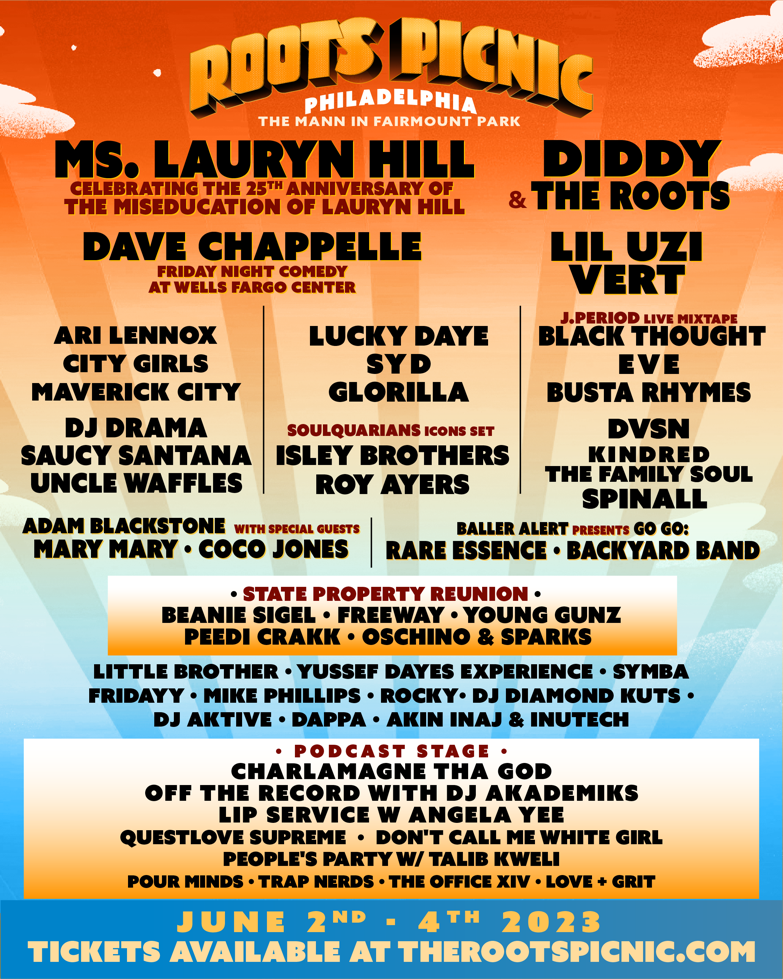 ROOTS PICNIC
PHILADELPHIA
THE MANN IN FAIRMOUNT PARK
MS. LAURYN HILL
CELEBRATING THE 25TH ANNIVERSARY OF
THE MISEDUCATION OF LAURYN HILL
DIDDY
& THE ROOTS
DAVE CHAPPELLE
FRIDAY NIGHT COMEDY
AT WELLS FARGO CENTER
LIL UZI
VERT
ARI LENNOX
CITY GIRLS
MAVERICK CITY
DJ DRAMA
SAUCY SANTANA
UNCLE WAFFLES
LUCKY DAYE
SYD
GLORILLA
SOULQUARIANS ICONS SET
ISLEY BROTHERS
ROY AYERS
J.PERIOD LIVE MIXTAPE
BLACK THOUGHT
EVE
BUSTA RHYMES
DVSN
KINDRED
THE FAMILY SOUL
SPINALL
ADAM BLACKSTONE WITH SPECIAL GUESTS
MARY MARY • COCO JONES
BALLER ALERT PRESENTS GO GO:
RARE ESSENCE • BACKYARD BAND
• STATE PROPERTY REUNION •
BEANIE SIGEL • FREEWAY • YOUNG GUNZ
PEEDI CRAKK • OSCHINO & SPARKS
LITTLE BROTHER • YUSSEF DAYES EXPERIENCE • SYMBA
FRIDAYY • MIKE PHILLIPS • ROCKY• DJ DIAMOND KUTS •
DJ AKTIVE • DAPPA • AKIN INAJ & INUTECH
• PODCAST STAGE •
CHARLAMAGNE THA GOD
OFF THE RECORD WITH DJ AKADEMIKS
LIP SERVICE W ANGELA YEE
QUESTLOVE SUPREME • DON'T CALL ME WHITE GIRL
PEOPLE'S PARTY W/ TALIB KWELI
POUR MINDS • TRAP NERDS • THE OFFICE XIV • LOVE + GRIT
JUNE 2ND - 4TH 2023
TICKETS AVAILABLE AT THEROOTSPICNIC.COM